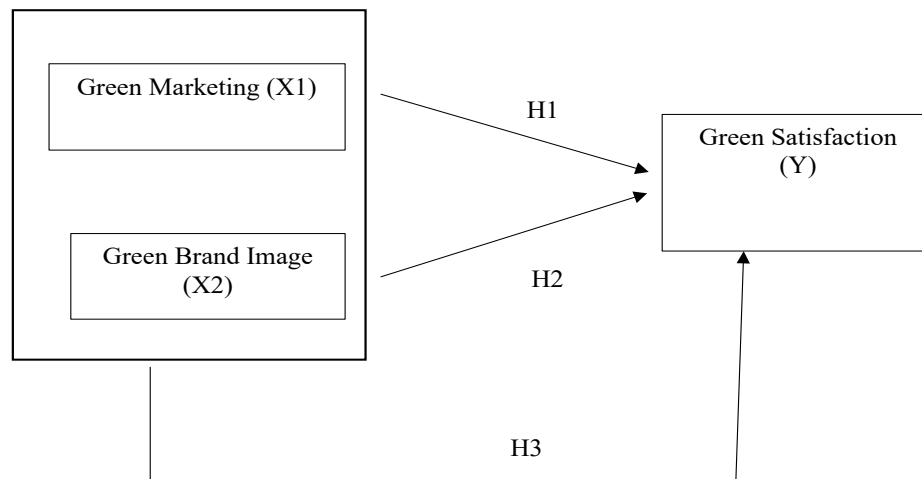 Green Marketing (X1)
H1
Green Satisfaction
(Y)
Green Brand Image
(X2)
H2
H3